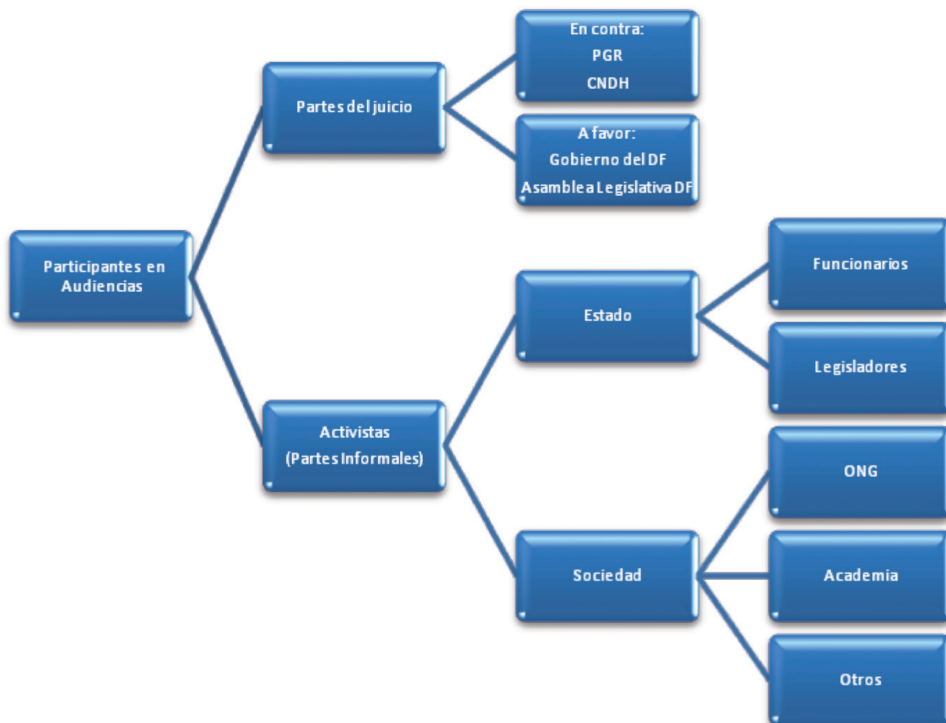 Participantes en
Audiencias
Partes del juicio
En contra:
PGR
CNDH
A favor:
Gobierno del DF
Asamblea Legislativa DF
Activistas
(Partes Informales)
Estado
Funcionarios
Legisladores
Sociedad
ONG
Academia
Otros